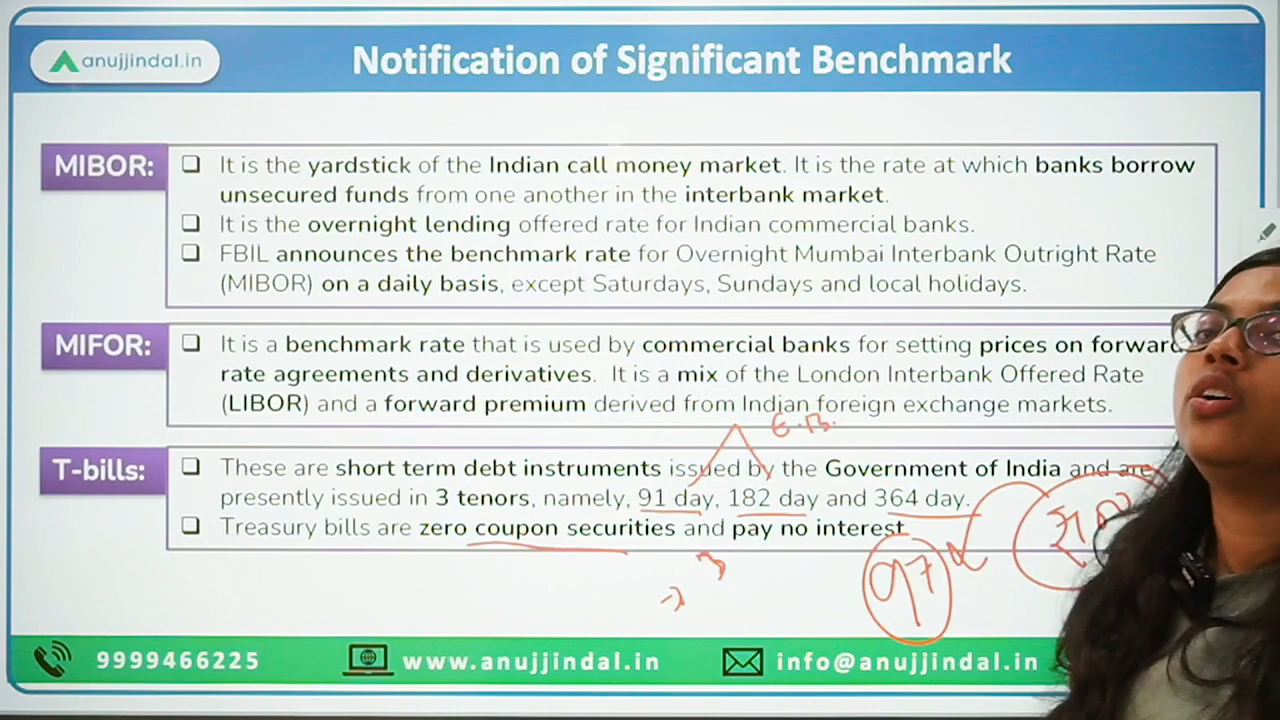 anujjindal.in
Notification of Significant Benchmark
MIBOR:
❑ It is the yardstick of the Indian call money market. It is the rate at which banks borrow
unsecured funds from one another in the interbank market.
❑ It is the overnight lending offered rate for Indian commercial banks.
❑ FBIL announces the benchmark rate for Overnight Mumbai Interbank Outright Rate
(MIBOR) on a daily basis, except Saturdays, Sundays and local holidays.
MIFOR:
❑ It is a benchmark rate that is used by commercial banks for setting prices on forward
rate agreements and derivatives. It is a mix of the London Interbank Offered Rate
(LIBOR) and a forward premium derived from Indian foreign exchange markets.
T-bills:
❑ These are short term debt instruments issued by the Government of India and are
presently issued in 3 tenors, namely, 91 day, 182 day and 364 day.
❑ Treasury bills are zero coupon securities and pay no interest.
97
9999466225
www.anujjindal.in
info@anujjindal.in